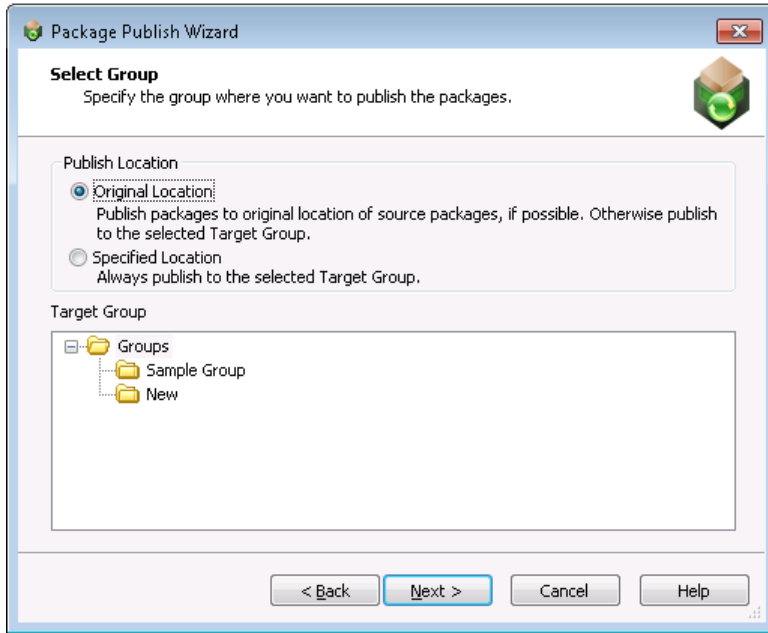 Package Publish Wizard
Select Group
Specify the group where you want to publish the packages.
Publish Location
Original Location
Publish packages to original location of source packages, if possible. Otherwise publish
to the selected Target Group.
Specified Location
Always publish to the selected Target Group.
Target Group
Groups
Sample Group
New
< Back Next > Cancel Help